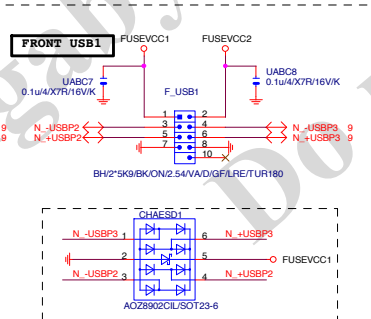 FRONT USB1
FUSEVCC1
FUSEVCC2
UABC7
0.1u/4/X7R/16V/K
UABC8
0.1u/4/X7R/16V/K
F_USB1
1 2
9 N_-USBP2 3 4 N_-USBP3 9
9 N_+USBP2 5 6 N_+USBP3 9
7 8
10
BH/2*5K9/BK/ON/2.54/VA/D/GF/LRE/TUR180
CHAESD1
N_-USBP3 1 6 N_+USBP3
2 5 FUSEVCC1
N_-USBP2 3 4 N_+USBP2
AOZ8902CIL/SOT23-6